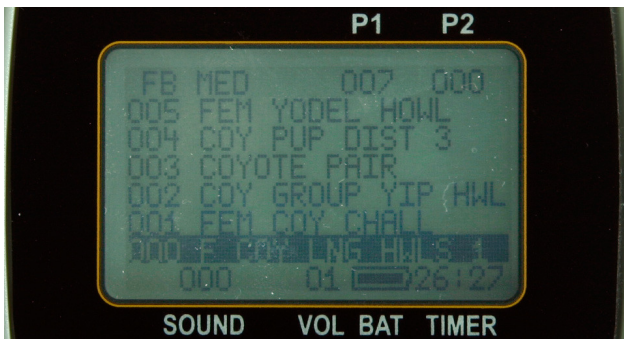 P1 P2
FB MED 007 000
005 FEM YODEL HOWL
004 COY PUP DIST 3
003 COYOTE PAIR
002 COY GROUP YIP HWL
001 FEM COY CHALL
000 F COY LNG HWLS 1
000 01 26:27
SOUND VOL BAT TIMER